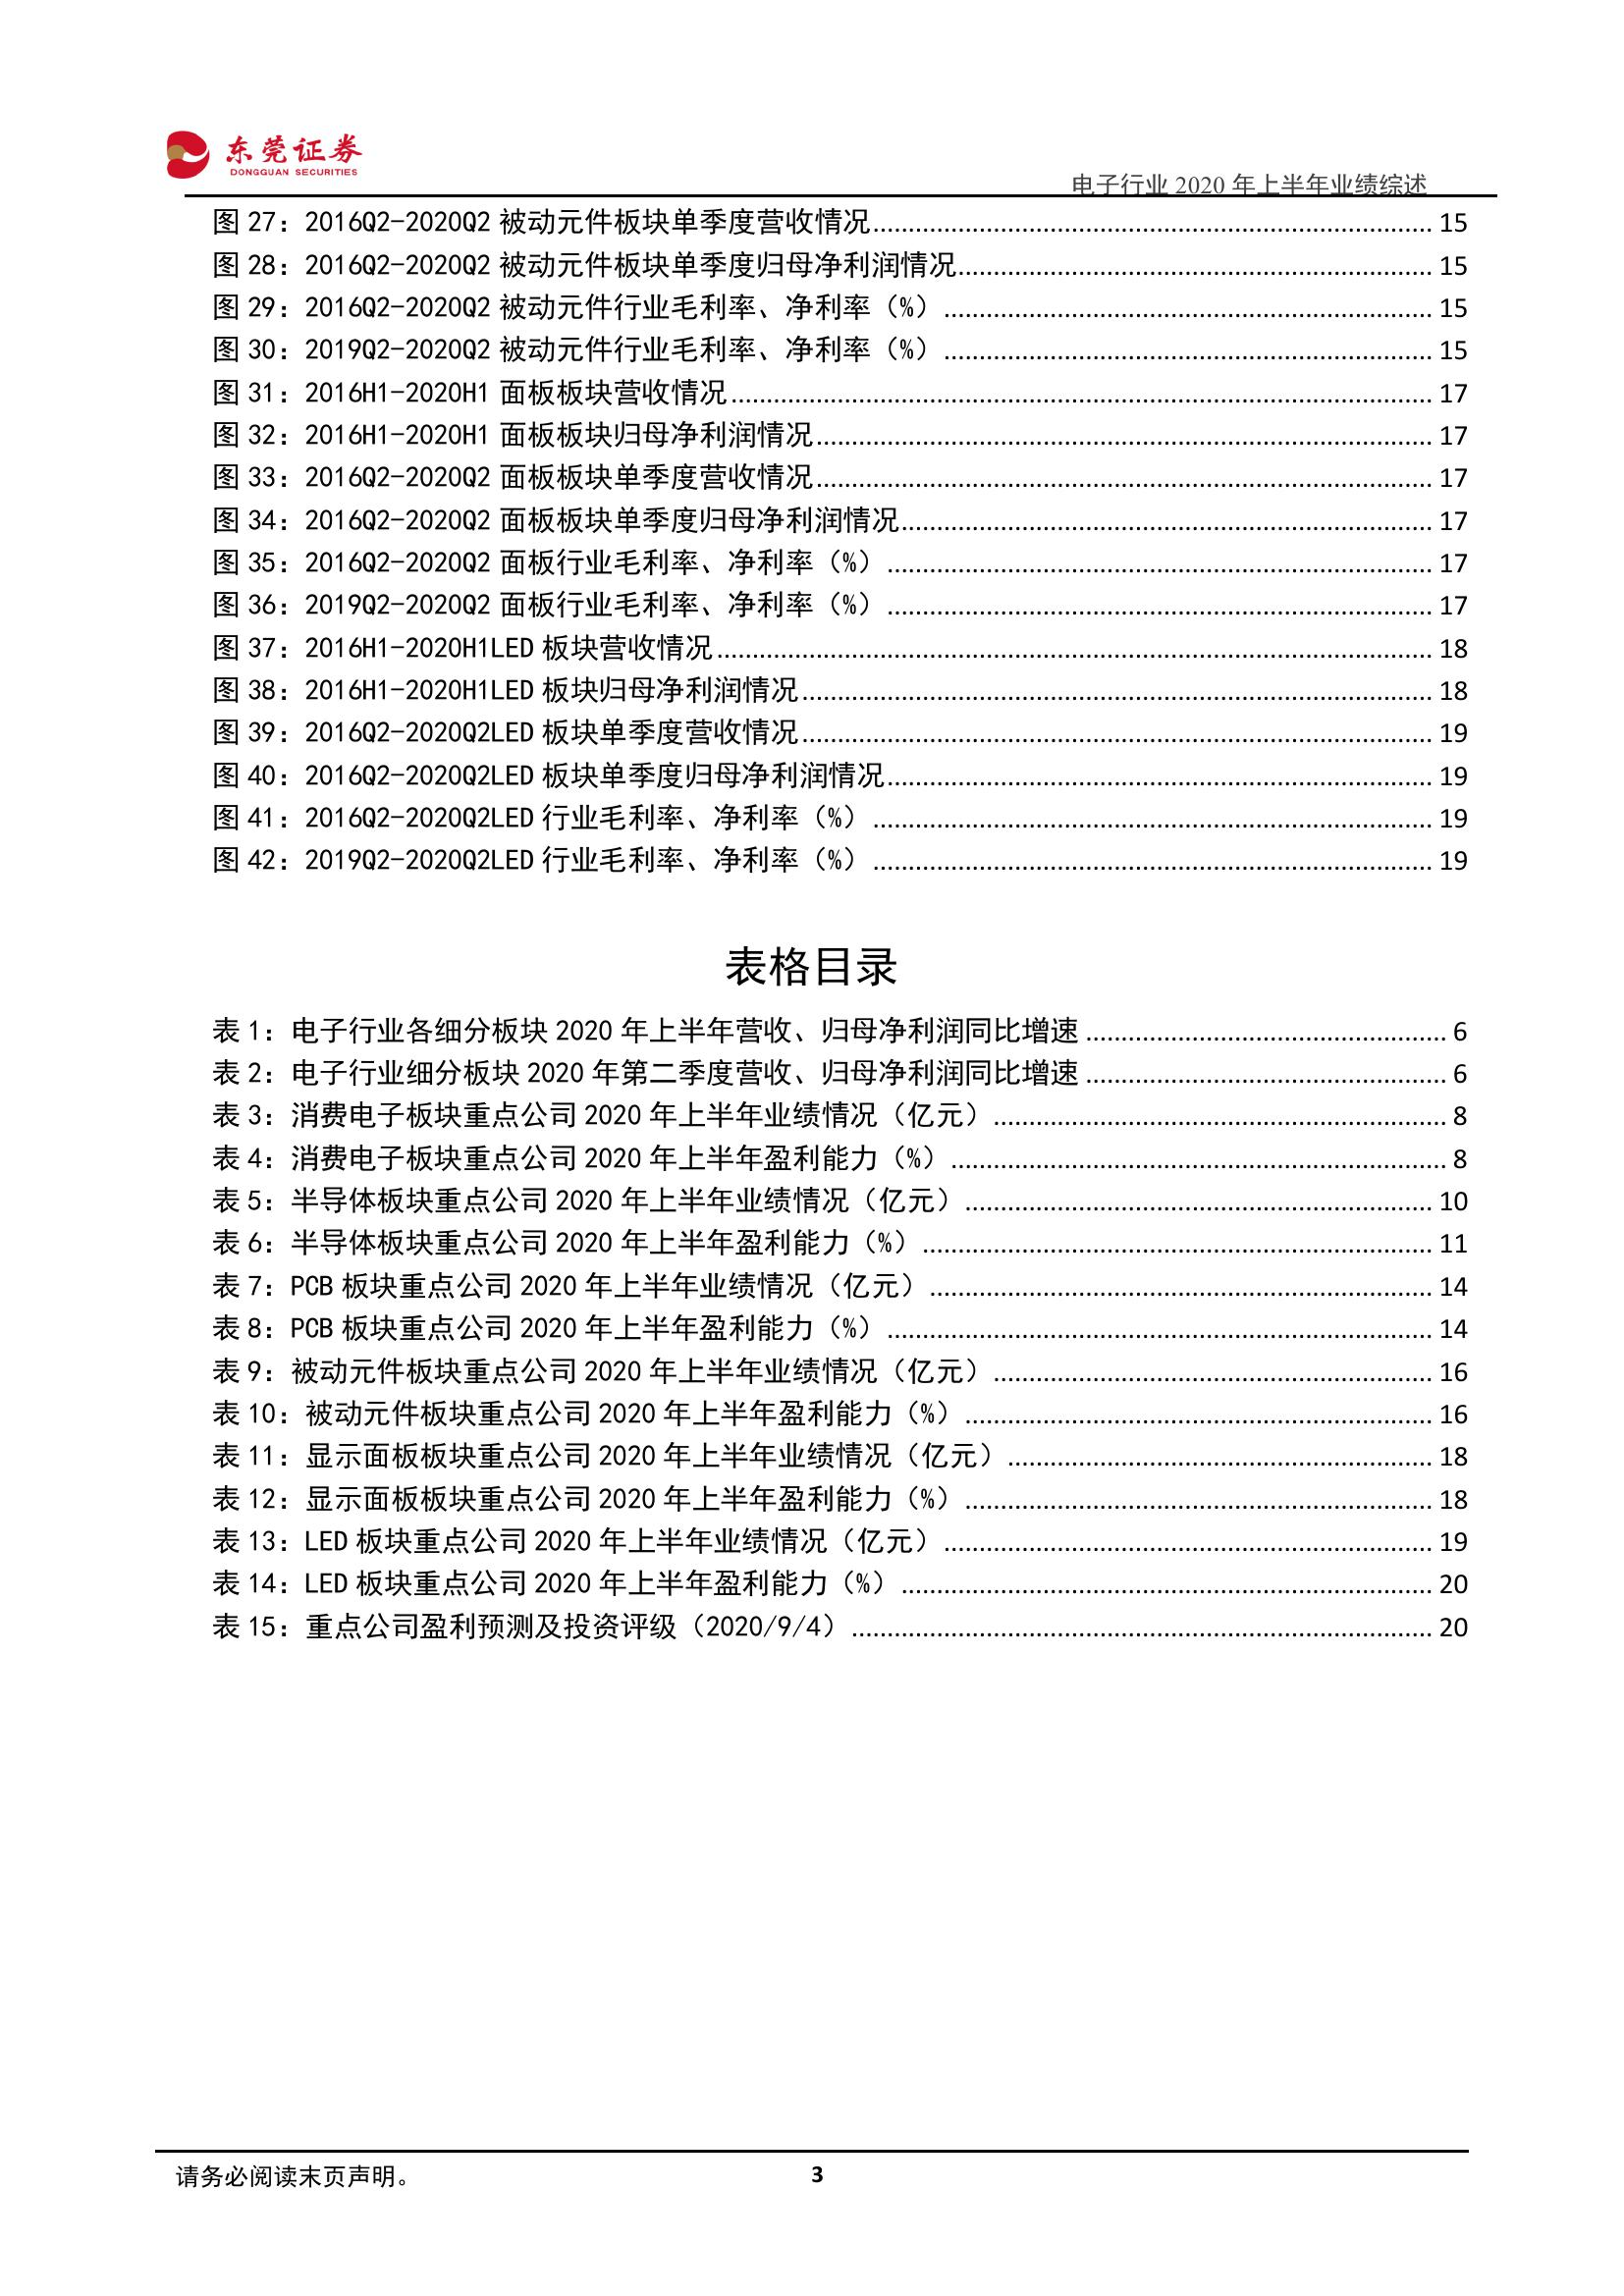 东莞证券
DONGGUAN SECURITIES
电子行业 2020 年上半年业绩综述
图 27：2016Q2-2020Q2 被动元件板块单季度营收情况 15
图 28：2016Q2-2020Q2 被动元件板块单季度归母净利润情况 15
图 29：2016Q2-2020Q2 被动元件行业毛利率、净利率（%） 15
图 30：2019Q2-2020Q2 被动元件行业毛利率、净利率（%） 15
图 31：2016H1-2020H1 面板板块营收情况 17
图 32：2016H1-2020H1 面板板块归母净利润情况 17
图 33：2016Q2-2020Q2 面板板块单季度营收情况 17
图 34：2016Q2-2020Q2 面板板块单季度归母净利润情况 17
图 35：2016Q2-2020Q2 面板行业毛利率、净利率（%） 17
图 36：2019Q2-2020Q2 面板行业毛利率、净利率（%） 17
图 37：2016H1-2020H1LED 板块营收情况 18
图 38：2016H1-2020H1LED 板块归母净利润情况 18
图 39：2016Q2-2020Q2LED 板块单季度营收情况 19
图 40：2016Q2-2020Q2LED 板块单季度归母净利润情况 19
图 41：2016Q2-2020Q2LED 行业毛利率、净利率（%） 19
图 42：2019Q2-2020Q2LED 行业毛利率、净利率（%） 19
表格目录
表 1：电子行业各细分板块 2020 年上半年营收、归母净利润同比增速 6
表 2：电子行业细分板块 2020 年第二季度营收、归母净利润同比增速 6
表 3：消费电子板块重点公司 2020 年上半年业绩情况（亿元） 8
表 4：消费电子板块重点公司 2020 年上半年盈利能力（%） 8
表 5：半导体板块重点公司 2020 年上半年业绩情况（亿元） 10
表 6：半导体板块重点公司 2020 年上半年盈利能力（%） 11
表 7：PCB 板块重点公司 2020 年上半年业绩情况（亿元） 14
表 8：PCB 板块重点公司 2020 年上半年盈利能力（%） 14
表 9：被动元件板块重点公司 2020 年上半年业绩情况（亿元） 16
表 10：被动元件板块重点公司 2020 年上半年盈利能力（%） 16
表 11：显示面板板块重点公司 2020 年上半年业绩情况（亿元） 18
表 12：显示面板板块重点公司 2020 年上半年盈利能力（%） 18
表 13：LED 板块重点公司 2020 年上半年业绩情况（亿元） 19
表 14：LED 板块重点公司 2020 年上半年盈利能力（%） 20
表 15：重点公司盈利预测及投资评级（2020/9/4） 20
请务必阅读末页声明。
3